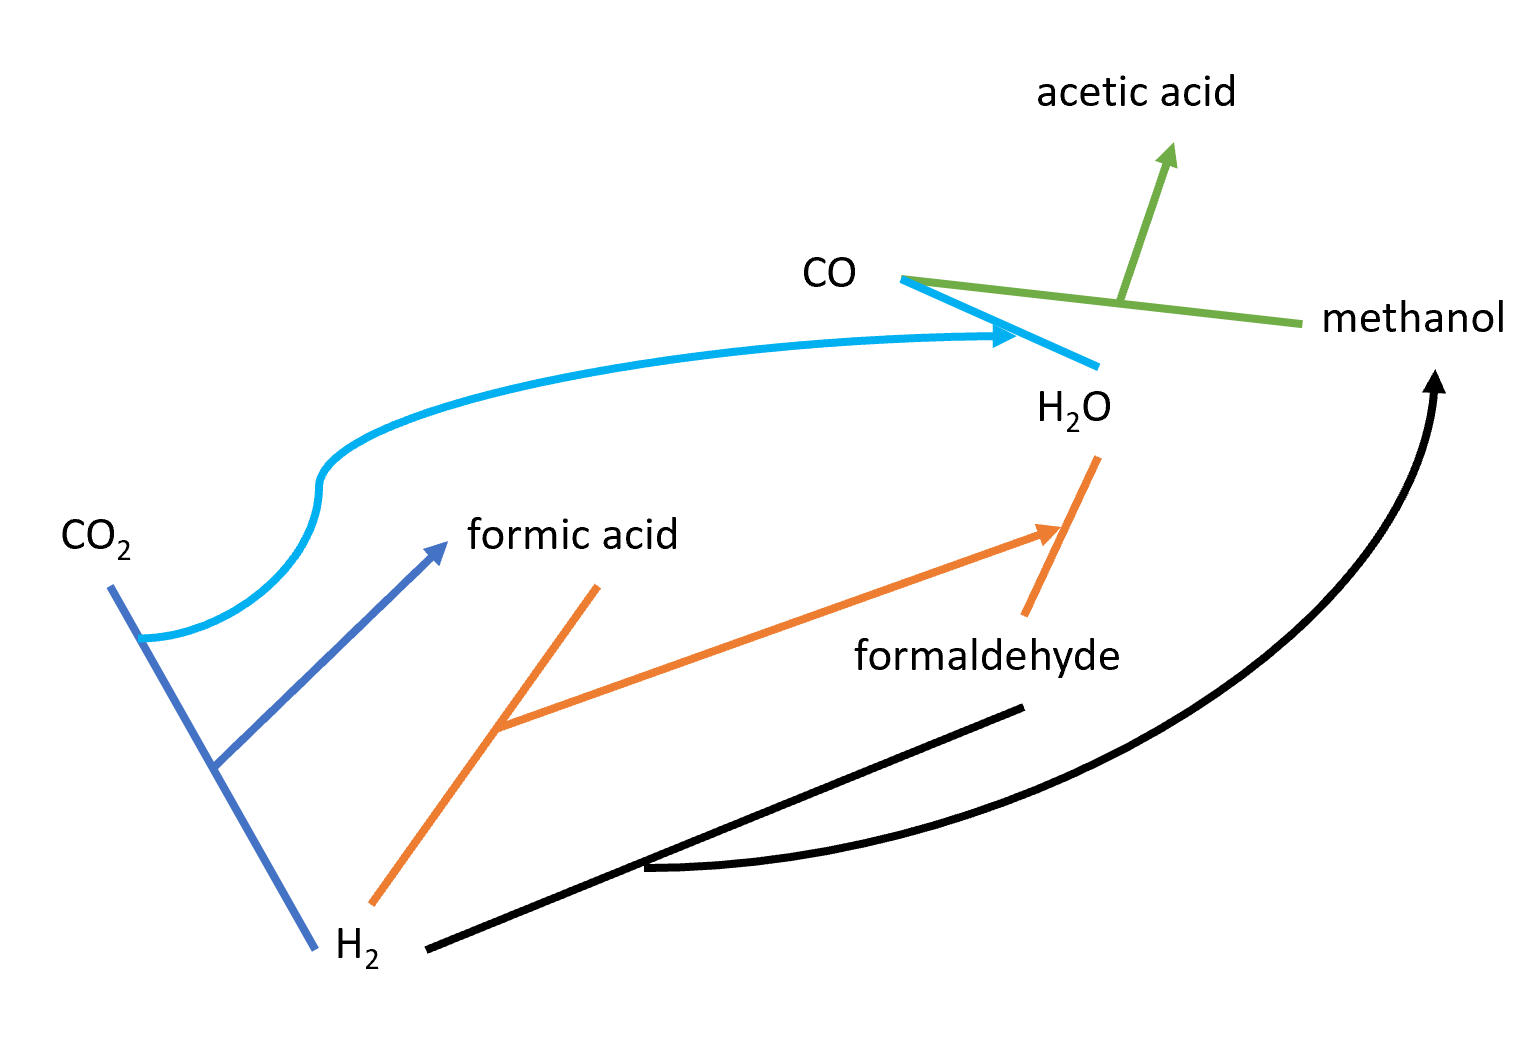 acetic acid
CO
methanol
H₂O
CO₂
formic acid
formaldehyde
H₂